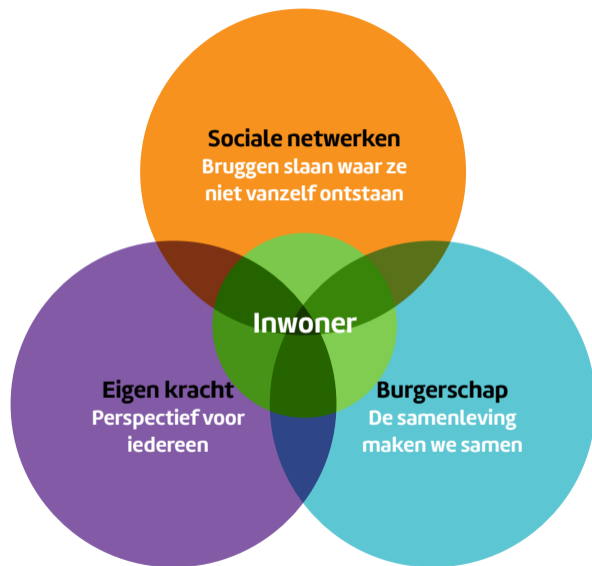 Sociale netwerken
Bruggen slaan waar ze
niet vanzelf ontstaan
Inwoner
Eigen kracht
Perspectief voor
iedereen
Burgerschap
De samenleving
maken we samen